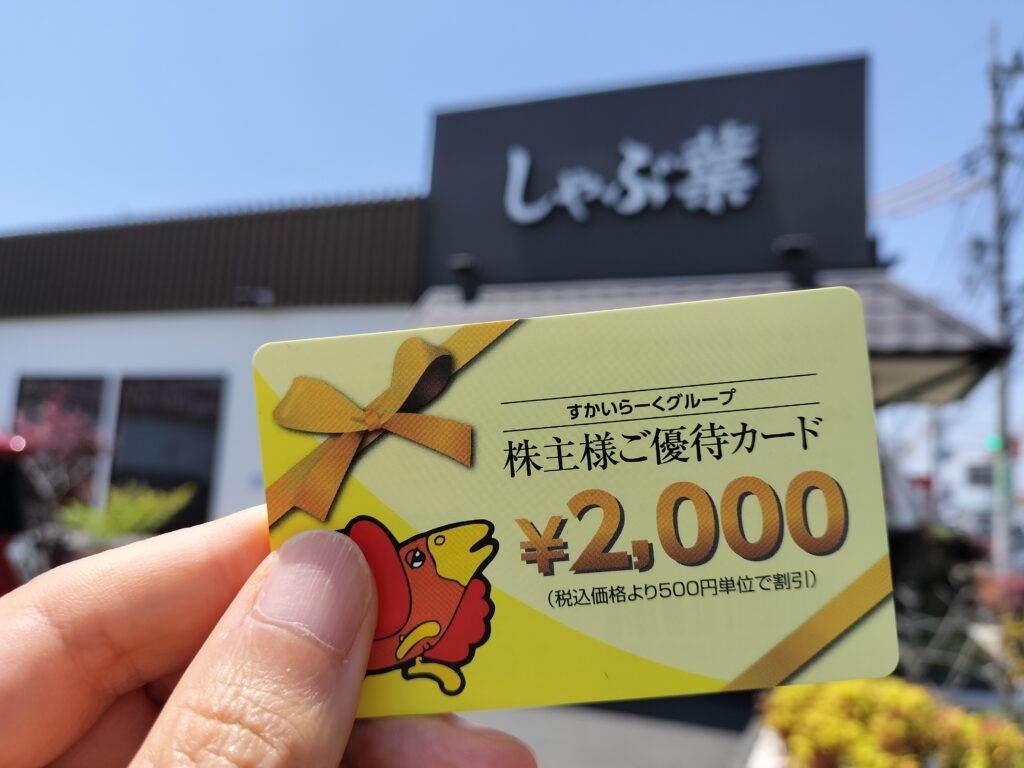 しゃぶ葉
すかいらーくグループ
株主様ご優待カード
¥2,000
(税込価格より500円単位で割引)